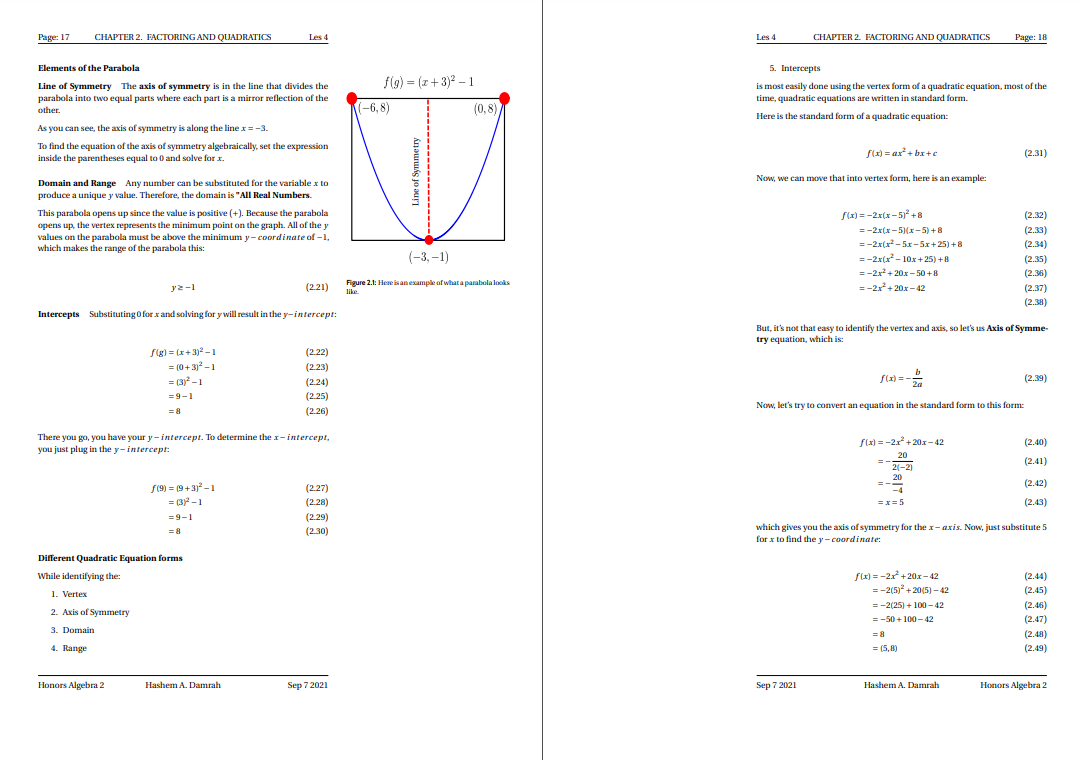 Page: 17 CHAPTER 2. FACTORING AND QUADRATICS Les 4
Elements of the Parabola
Line of Symmetry The axis of symmetry is in the line that divides the
parabola into two equal parts where each part is a mirror reflection of the
other.
As you can see, the axis of symmetry is along the line x = −3.
To find the equation of the axis of symmetry algebraically, set the expression
inside the parentheses equal to 0 and solve for x.
Domain and Range Any number can be substituted for the variable x to
produce a unique y value. Therefore, the domain is "All Real Numbers.
This parabola opens up since the value is positive (+). Because the parabola
opens up, the vertex represents the minimum point on the graph. All of the y
values on the parabola must be above the minimum y − coordinate of −1,
which makes the range of the parabola this:
y ≥ −1 (2.21)
f(g) = (x + 3)² − 1
(−6, 8) (0, 8)
Line of Symmetry
(−3, −1)
Figure 2.1: Here is an example of what a parabola looks
like.
Intercepts Substituting 0 for x and solving for y will result in the y−intercept:
f(g) = (x + 3)² − 1 (2.22)
= (0 + 3)² − 1 (2.23)
= (3)² − 1 (2.24)
= 9 − 1 (2.25)
= 8 (2.26)
There you go, you have your y − intercept. To determine the x − intercept,
you just plug in the y − intercept:
f(9) = (9 + 3)² − 1 (2.27)
= (3)² − 1 (2.28)
= 9 − 1 (2.29)
= 8 (2.30)
Different Quadratic Equation forms
While identifying the:
1. Vertex
2. Axis of Symmetry
3. Domain
4. Range
Honors Algebra 2 Hashem A. Damrah Sep 7 2021
Les 4 CHAPTER 2. FACTORING AND QUADRATICS Page: 18
5. Intercepts
is most easily done using the vertex form of a quadratic equation, most of the
time, quadratic equations are written in standard form.
Here is the standard form of a quadratic equation:
f(x) = ax² + bx + c (2.31)
Now, we can move that into vertex form, here is an example:
f(x) = −2x(x − 5)² + 8 (2.32)
= −2x(x − 5)(x − 5) + 8 (2.33)
= −2x(x² − 5x − 5x + 25) + 8 (2.34)
= −2x(x² − 10x + 25) + 8 (2.35)
= −2x² + 20x − 50 + 8 (2.36)
= −2x² + 20x − 42 (2.37)
(2.38)
But, it's not that easy to identify the vertex and axis, so let's us Axis of Symme-
try equation, which is:
f(x) = −b/2a (2.39)
Now, let's try to convert an equation in the standard form to this form:
f(x) = −2x² + 20x − 42 (2.40)
= −20/2(−2) (2.41)
= −20/−4 (2.42)
= x = 5 (2.43)
which gives you the axis of symmetry for the x − axis. Now, just substitute 5
for x to find the y − coordinate:
f(x) = −2x² + 20x − 42 (2.44)
= −2(5)² + 20(5) − 42 (2.45)
= −2(25) + 100 − 42 (2.46)
= −50 + 100 − 42 (2.47)
= 8 (2.48)
= (5, 8) (2.49)
Sep 7 2021 Hashem A. Damrah Honors Algebra 2